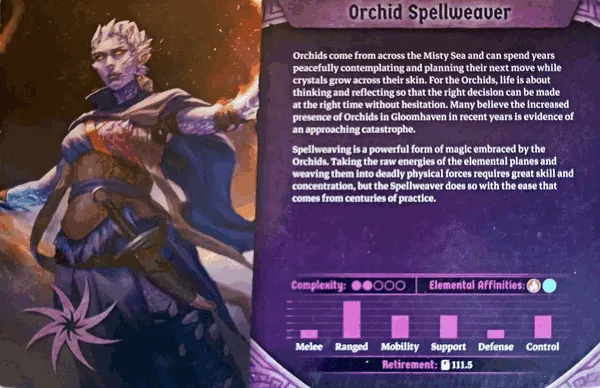 Orchid Spellweaver
Orchids come from across the Misty Sea and can spend years
peacefully contemplating and planning their next move while
crystals grow across their skin. For the Orchids, life is about
thinking and reflecting so that the right decision can be made
at the right time without hesitation. Many believe the increased
presence of Orchids in Gloomhaven in recent years is evidence of
an approaching catastrophe.
Spellweaving is a powerful form of magic embraced by the
Orchids. Taking the raw energies of the elemental planes and
weaving them into deadly physical forces requires great skill and
concentration, but the Spellweaver does so with the ease that
comes from centuries of practice.
Complexity: Elemental Affinities:
Melee Ranged Mobility Support Defense Control
Retirement: 111.5